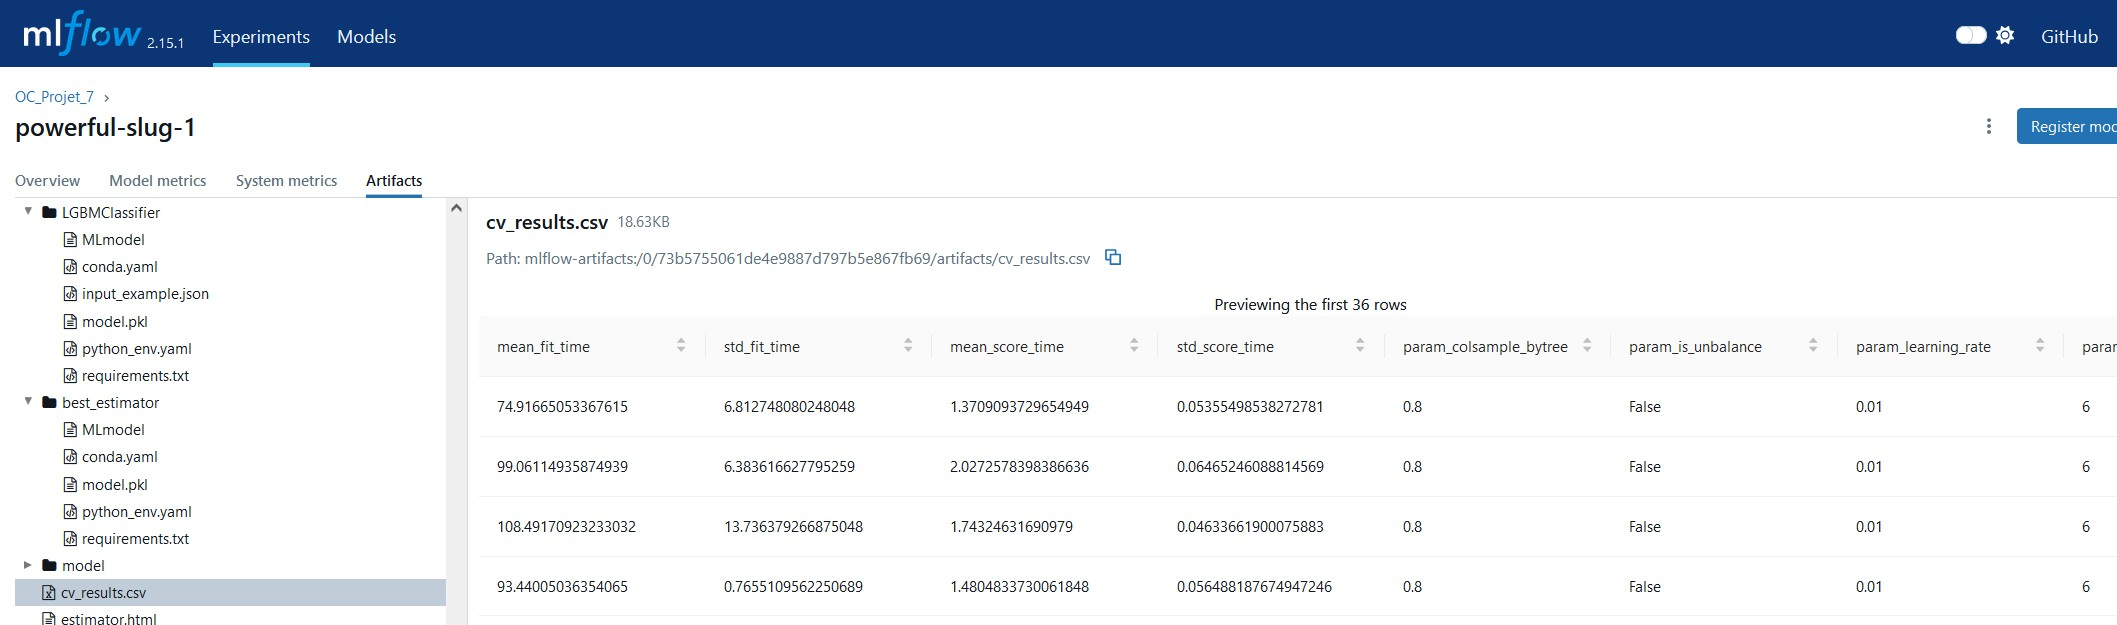 mlflow 2.15.1 Experiments Models GitHub
OC_Projet_7 ›
powerful-slug-1
Register mod
Overview Model metrics System metrics Artifacts
LGBMClassifier
MLmodel
conda.yaml
input_example.json
model.pkl
python_env.yaml
requirements.txt
best_estimator
MLmodel
conda.yaml
model.pkl
python_env.yaml
requirements.txt
model
cv_results.csv
estimator.html
cv_results.csv 18.63KB
Path: mlflow-artifacts:/0/73b5755061de4e9887d797b5e867fb69/artifacts/cv_results.csv
Previewing the first 36 rows
mean_fit_time std_fit_time mean_score_time std_score_time param_colsample_bytree param_is_unbalance param_learning_rate param
74.91665053367615 6.812748080248048 1.3709093729654949 0.05355498538272781 0.8 False 0.01 6
99.06114935874939 6.383616627795259 2.0272578398386636 0.06465246088814569 0.8 False 0.01 6
108.49170923233032 13.736379266875048 1.74324631690979 0.04633661900075883 0.8 False 0.01 6
93.44005036354065 0.7655109562250689 1.4804833730061848 0.056488187674947246 0.8 False 0.01 6